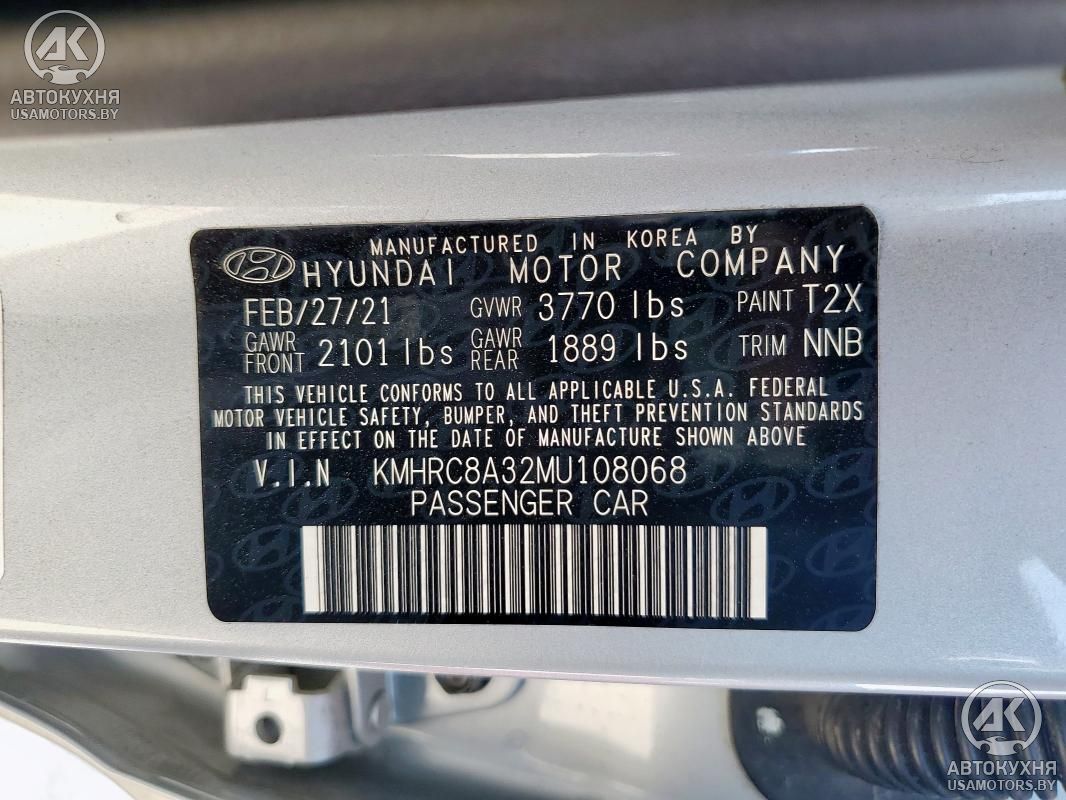 AK
АВТОКУХНЯ
USAMOTORS.BY
MANUFACTURED IN KOREA BY
HYUNDAI MOTOR COMPANY
FEB/27/21 GVWR 3770 lbs PAINT T2X
GAWR FRONT 2101 lbs GAWR REAR 1889 lbs TRIM NNB
THIS VEHICLE CONFORMS TO ALL APPLICABLE U.S.A. FEDERAL
MOTOR VEHICLE SAFETY, BUMPER, AND THEFT PREVENTION STANDARDS
IN EFFECT ON THE DATE OF MANUFACTURE SHOWN ABOVE
V.I.N KMHRC8A32MU108068
PASSENGER CAR
AK
АВТОКУХНЯ
USAMOTORS.BY